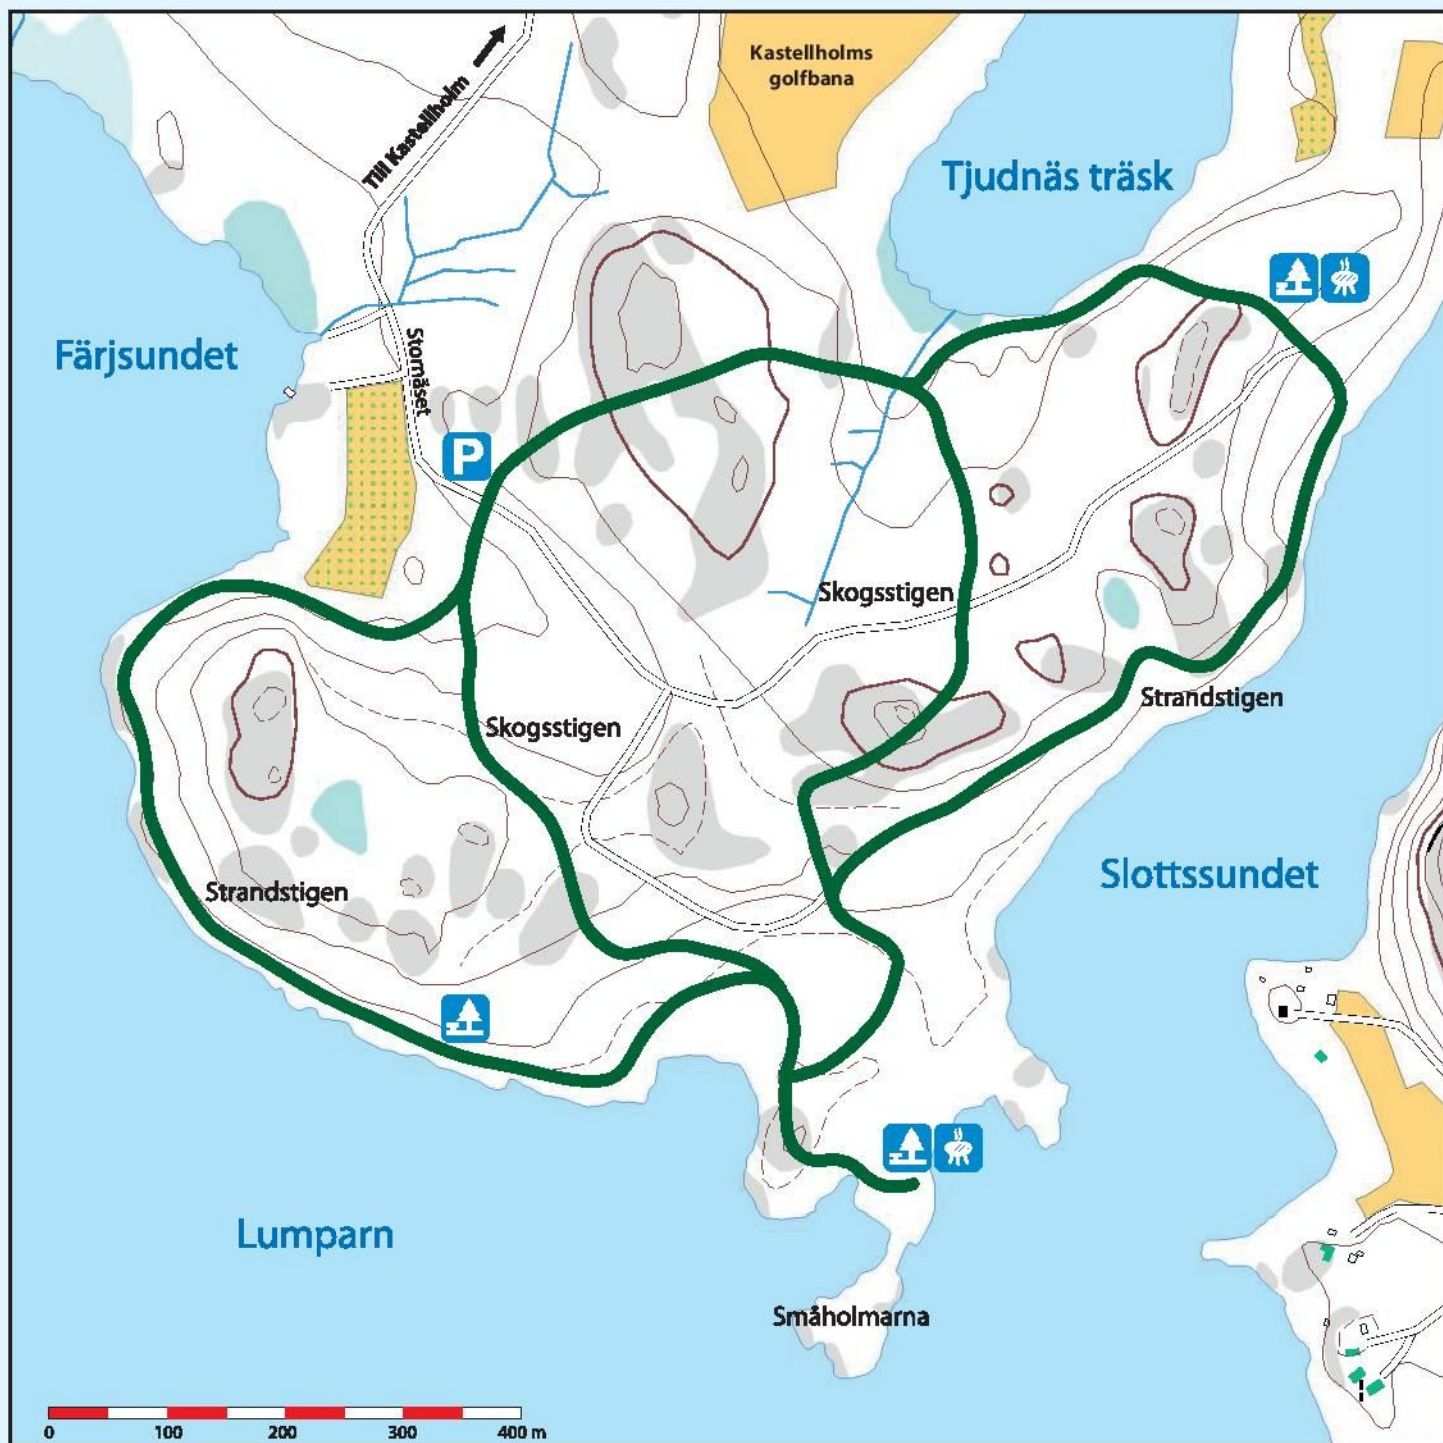 Kastellholms
golfbana
Till Kastellholm
Tjudnäs träsk
Färjsundet
Stornäset
P
Skogsstigen
Strandstigen
Skogsstigen
Slottssundet
Strandstigen
Lumparn
Småholmarna
0 100 200 300 400 m